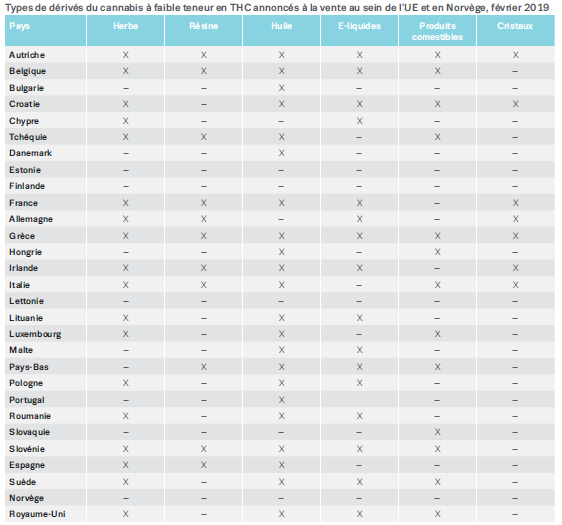 Types de dérivés du cannabis à faible teneur en THC annoncés à la vente au sein de l'UE et en Norvège, février 2019
Pays Herbe Résine Huile E-liquides Produits comestibles Cristaux
Autriche X X X X X X
Belgique X X X X X –
Bulgarie – – X – – –
Croatie X – X X X X
Chypre X – – X – –
Tchéquie X X X – X –
Danemark – – X – – –
Estonie – – – – – –
Finlande – – – – – –
France X X X X – X
Allemagne X X – X – X
Grèce X X X X X X
Hongrie – – X – X –
Irlande X X X X – X
Italie X X X – X X
Lettonie – – – – – –
Lituanie X – X X – –
Luxembourg X – X – X –
Malte – – X X – –
Pays-Bas – X X X X –
Pologne X – X X – –
Portugal – – X – –
Roumanie X – X X – –
Slovaquie – – – – X –
Slovénie X X X X X –
Espagne X X X – – –
Suède X – X X X –
Norvège – – – – – –
Royaume-Uni X – X X X –